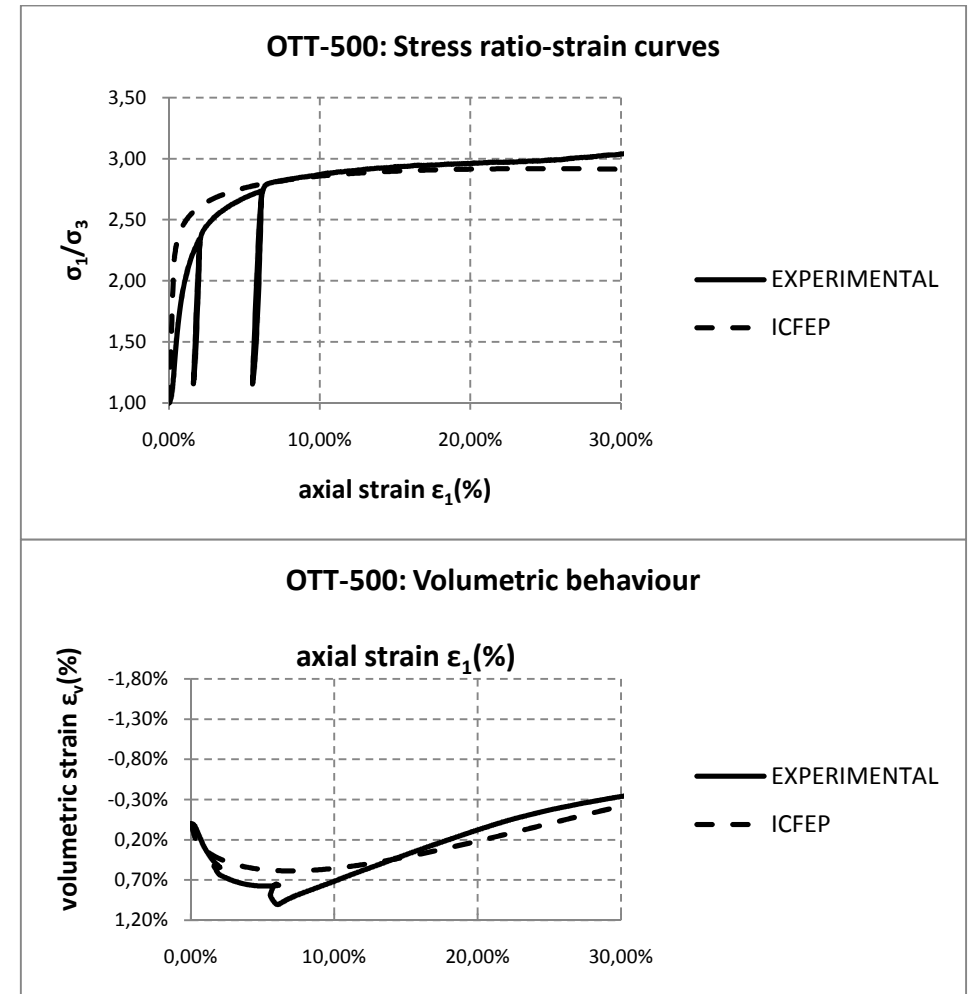 OTT-500: Stress ratio-strain curves
3,50
3,00
2,50
2,00
1,50
1,00
σ1/σ3
0,00% 10,00% 20,00% 30,00%
axial strain ε1(%)
EXPERIMENTAL
ICFEP
OTT-500: Volumetric behaviour
axial strain ε1(%)
volumetric strain εv(%)
-1,80%
-1,30%
-0,80%
-0,30%
0,20%
0,70%
1,20%
0,00% 10,00% 20,00% 30,00%
EXPERIMENTAL
ICFEP